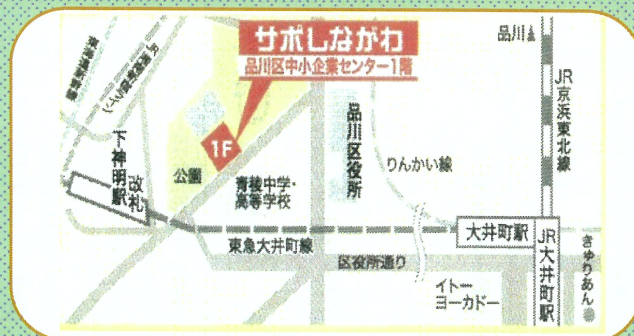 サポしながわ
品川区中小企業センター1階
品川
JR京浜東北線
下神明駅
改札
1F
公園
青稜中学・
高等学校
品川区役所
りんかい線
東急大井町線
区役所通り
大井町駅
JR大井町駅
イトー
ヨーカドー
きゅりあん